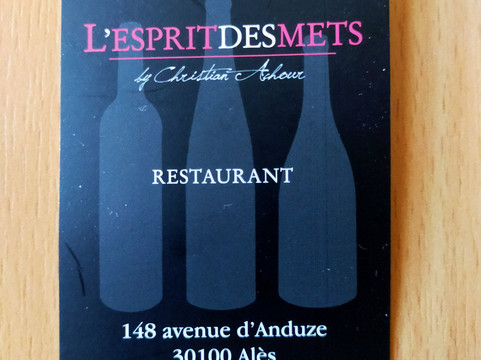 L'ESPRITDESMETS
by Christian Achour
RESTAURANT
148 avenue d'Anduze
30100 Alès